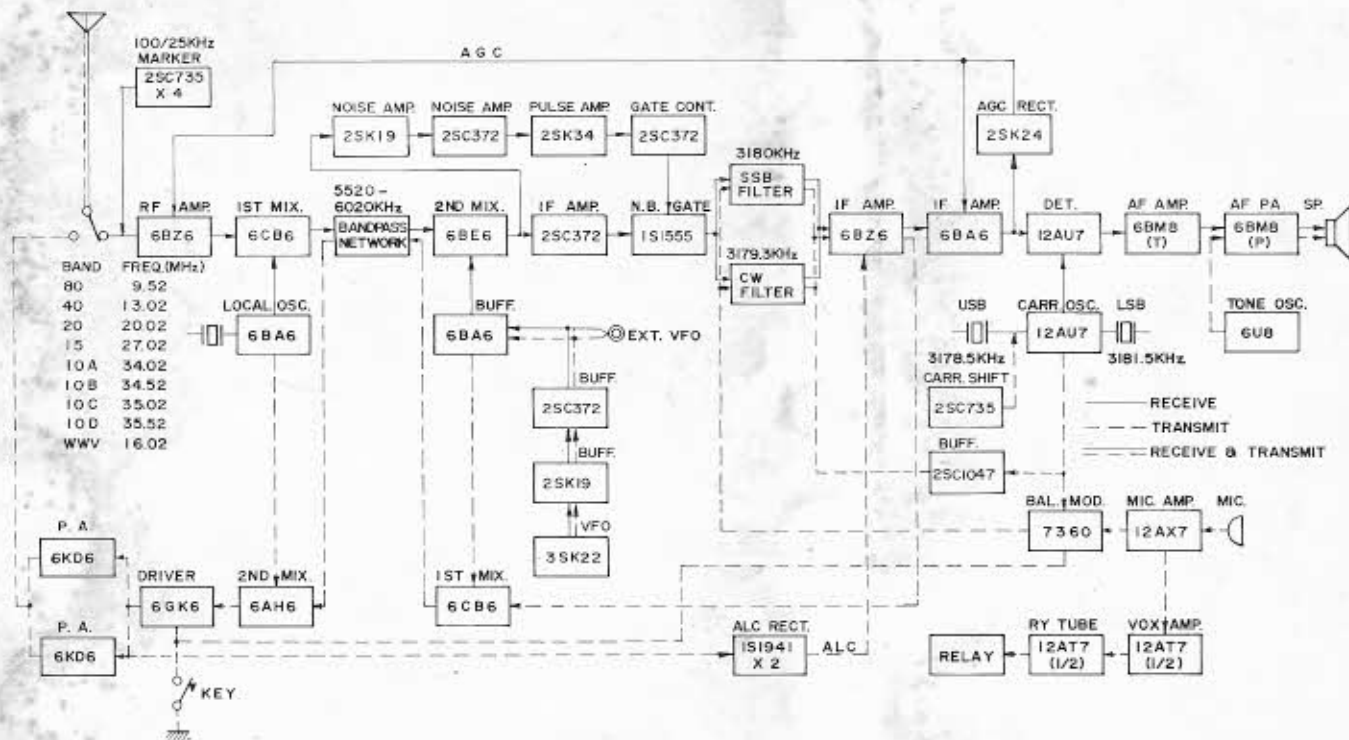 100/25KHz
MARKER
2SC735
X 4
AGC
NOISE AMP.
NOISE AMP.
PULSE AMP.
GATE CONT.
AGC RECT.
2SK19
2SC372
2SK34
2SC372
2SK24
3180KHz
SSB
FILTER
5520-
6020KHz
RF AMP.
1ST MIX.
BANDPASS
NETWORK
2ND MIX.
IF AMP.
N.B. GATE
IF AMP.
IF AMP.
DET.
AF AMP.
AF PA
SP.
6BZ6
6CB6
6BE6
2SC372
1S1555
6BZ6
6BA6
12AU7
6BM8
(T)
6BM8
(P)
3179.3KHz
CW
FILTER
BAND FREQ.(MHz)
80 9.52
40 13.02
20 20.02
15 27.02
10A 34.02
10B 34.52
10C 35.02
10D 35.52
WWV 16.02
LOCAL OSC.
6BA6
BUFF.
6BA6
EXT. VFO
USB
CARR. OSC.
LSB
TONE OSC.
12AU7
6U8
3178.5KHz
3181.5KHz
CARR. SHIFT
2SC735
BUFF.
2SC372
RECEIVE
TRANSMIT
RECEIVE & TRANSMIT
BUFF.
2SK19
BUFF.
2SC1047
VFO
3SK22
BAL. MOD.
MIC. AMP.
MIC.
7360
12AX7
P. A.
6KD6
DRIVER
2ND MIX.
1ST MIX.
6GK6
6AH6
6CB6
P. A.
6KD6
ALC RECT.
1S1941
X 2
ALC
RY TUBE
VOX AMP.
RELAY
12AT7
(1/2)
12AT7
(1/2)
KEY